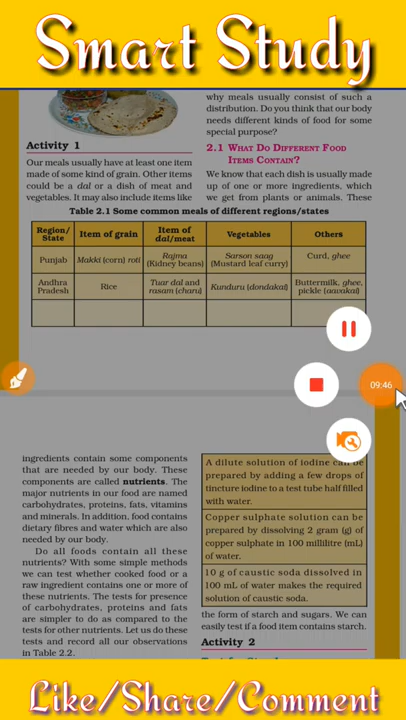 Smart Study
why meals usually consist of such a
distribution. Do you think that our body
needs different kinds of food for some
special purpose?
Activity 1
Our meals usually have at least one item
made of some kind of grain. Other items
could be a dal or a dish of meat and
vegetables. It may also include items like
2.1 WHAT DO DIFFERENT FOOD
ITEMS CONTAIN?
We know that each dish is usually made
up of one or more ingredients, which
we get from plants or animals. These
Table 2.1 Some common meals of different regions/states
Region/
State
Item of grain
Item of
dal/meat
Vegetables
Others
Punjab
Makki (corn) roti
Rajma
(Kidney beans)
Sarson saag
(Mustard leaf curry)
Curd, ghee
Andhra
Pradesh
Rice
Tuar dal and
rasam (charu)
Kunduru (dondakai)
Buttermilk, ghee,
pickle (aavakai)
09:46
ingredients contain some components
that are needed by our body. These
components are called nutrients. The
major nutrients in our food are named
carbohydrates, proteins, fats, vitamins
and minerals. In addition, food contains
dietary fibres and water which are also
needed by our body.
Do all foods contain all these
nutrients? With some simple methods
we can test whether cooked food or a
raw ingredient contains one or more of
these nutrients. The tests for presence
of carbohydrates, proteins and fats
are simpler to do as compared to the
tests for other nutrients. Let us do these
tests and record all our observations
in Table 2.2.
A dilute solution of iodine can be
prepared by adding a few drops of
tincture iodine to a test tube half filled
with water.
Copper sulphate solution can be
prepared by dissolving 2 gram (g) of
copper sulphate in 100 millilitre (mL)
of water.
10 g of caustic soda dissolved in
100 mL of water makes the required
solution of caustic soda.
the form of starch and sugars. We can
easily test if a food item contains starch.
Activity 2
Like/Share/Comment